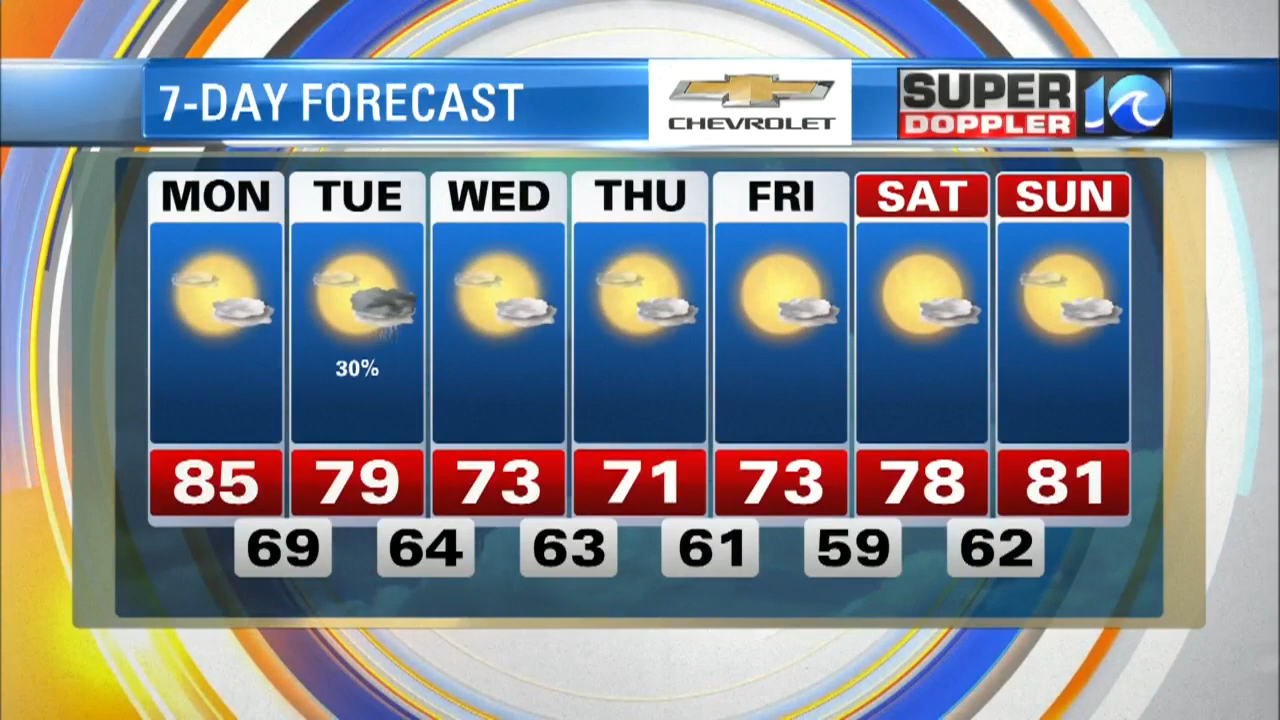 7-DAY FORECAST
CHEVROLET
SUPER
DOPPLER
10
MON TUE WED THU FRI SAT SUN
30%
85 79 73 71 73 78 81
69 64 63 61 59 62